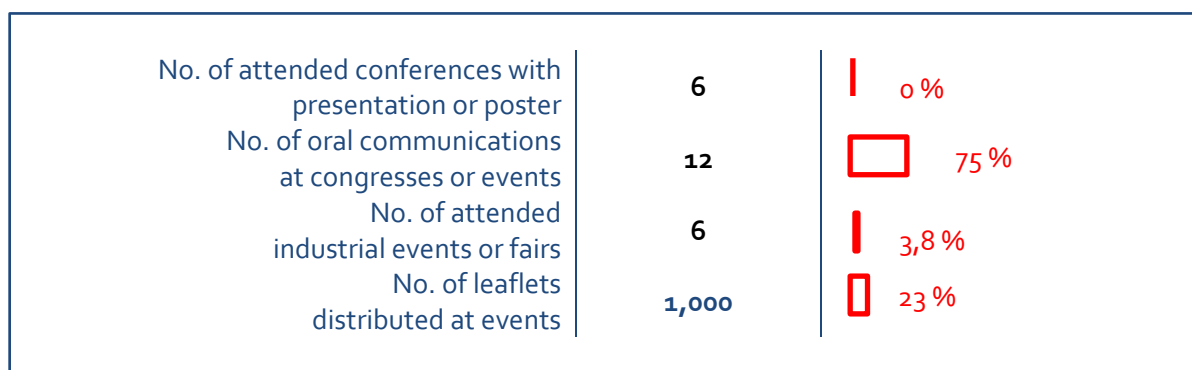 No. of attended conferences with
presentation or poster
6
0 %
No. of oral communications
at congresses or events
12
75 %
No. of attended
industrial events or fairs
6
3,8 %
No. of leaflets
distributed at events
1,000
23 %